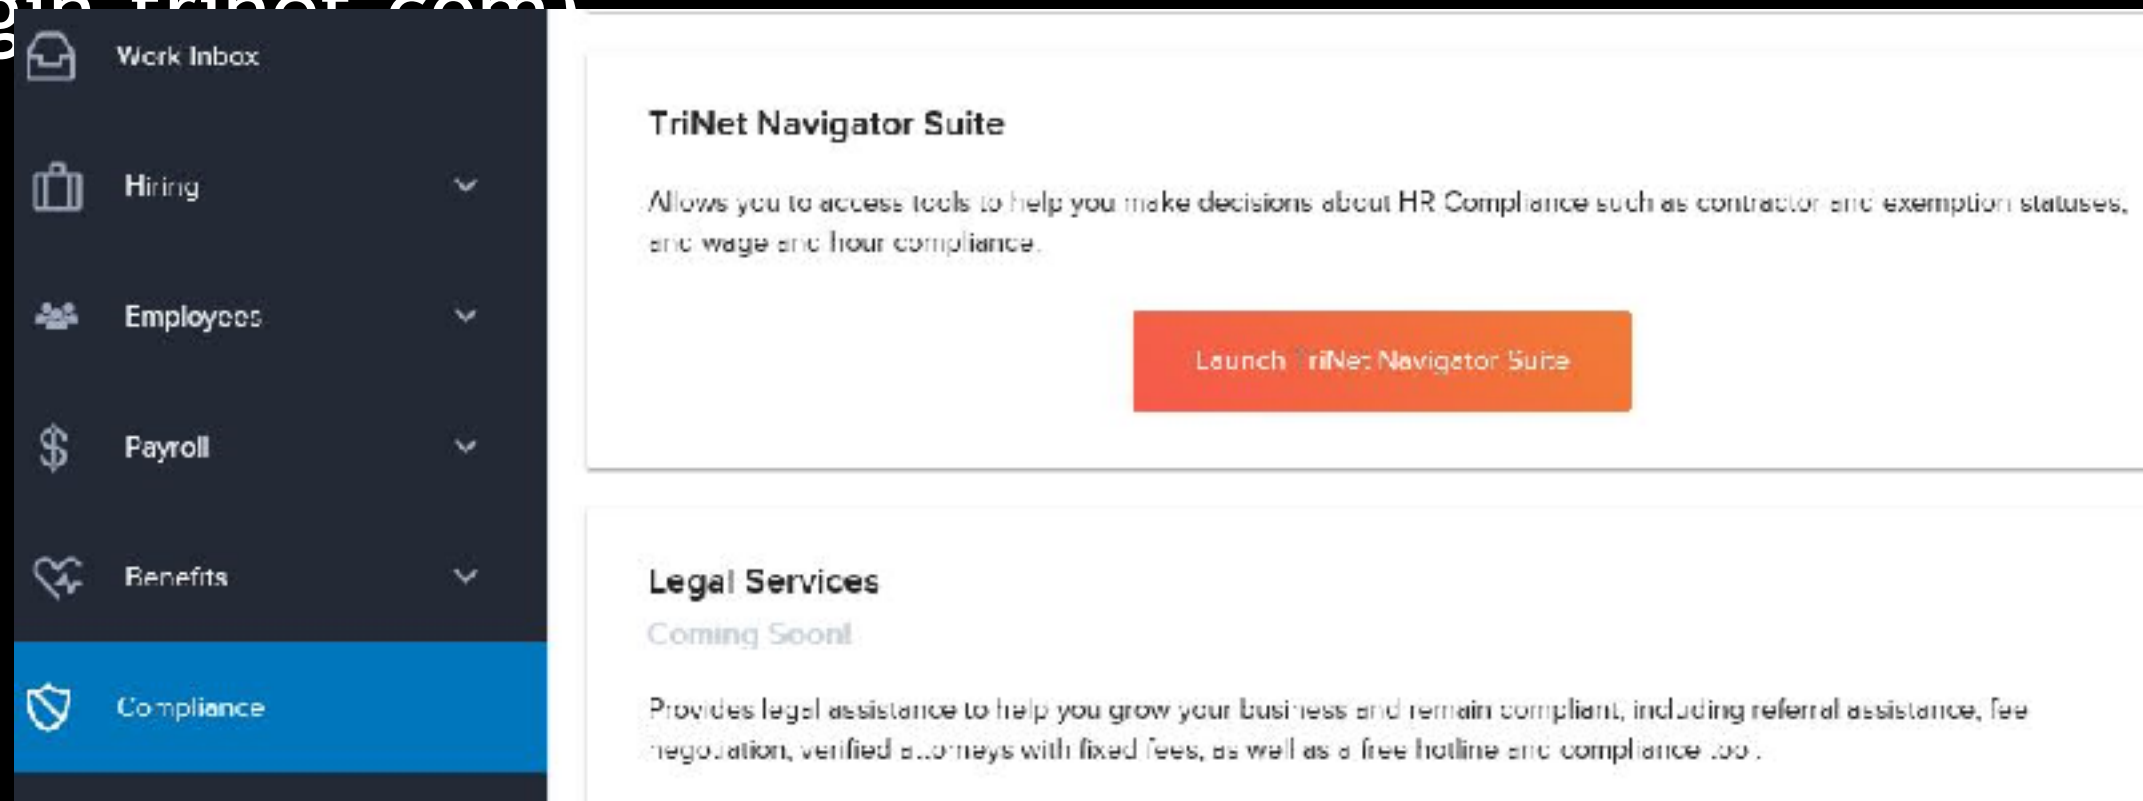 Work Inbox
Hiring
Employees
Payroll
Benefits
Compliance
TriNet Navigator Suite
Allows you to access tools to help you make decisions about HR Compliance such as contractor and exemption statuses,
and wage and hour compliance.
Launch TriNet Navigator Suite
Legal Services
Coming Soon!
Provides legal assistance to help you grow your business and remain compliant, including referral assistance, fee
negotiation, verified attorneys with fixed fees, as well as a free hotline and compliance tool.